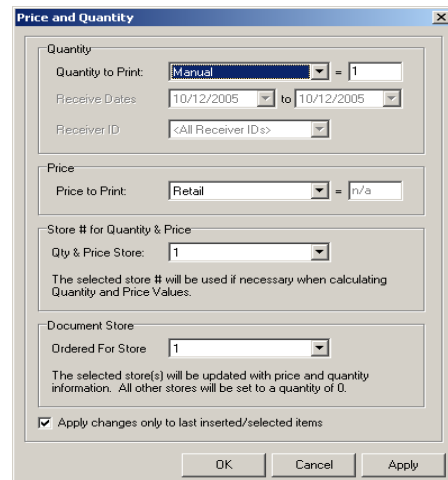 Price and Quantity
Quantity
Quantity to Print: Manual = 1
Receive Dates 10/12/2005 to 10/12/2005
Receiver ID <All Receiver IDs>
Price
Price to Print: Retail = n/a
Store # for Quantity & Price
Qty & Price Store: 1
The selected store # will be used if necessary when calculating
Quantity and Price Values.
Document Store
Ordered For Store 1
The selected store(s) will be updated with price and quantity
information. All other stores will be set to a quantity of 0.
Apply changes only to last inserted/selected items
OK Cancel Apply